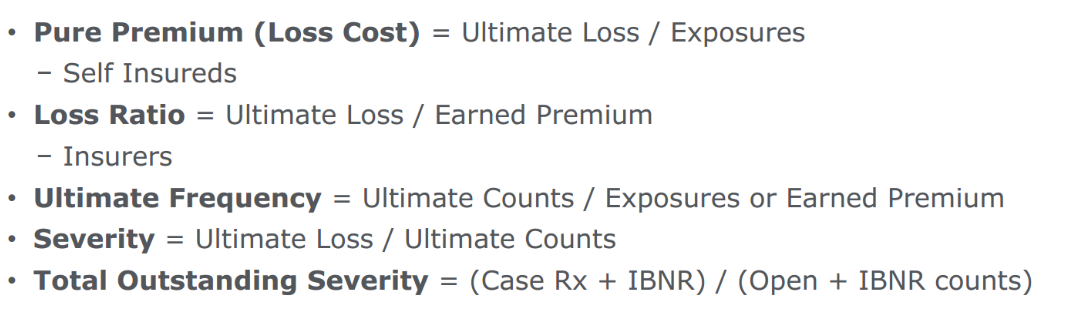 • Pure Premium (Loss Cost) = Ultimate Loss / Exposures
– Self Insureds
• Loss Ratio = Ultimate Loss / Earned Premium
– Insurers
• Ultimate Frequency = Ultimate Counts / Exposures or Earned Premium
• Severity = Ultimate Loss / Ultimate Counts
• Total Outstanding Severity = (Case Rx + IBNR) / (Open + IBNR counts)